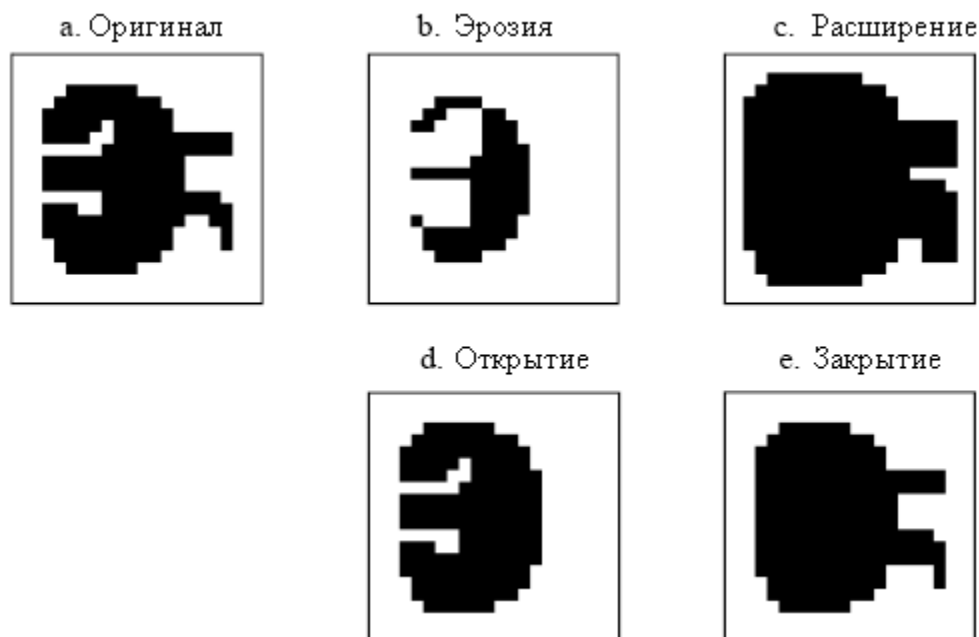 a. Оригинал
b. Эрозия
c. Расширение
d. Открытие
e. Закрытие